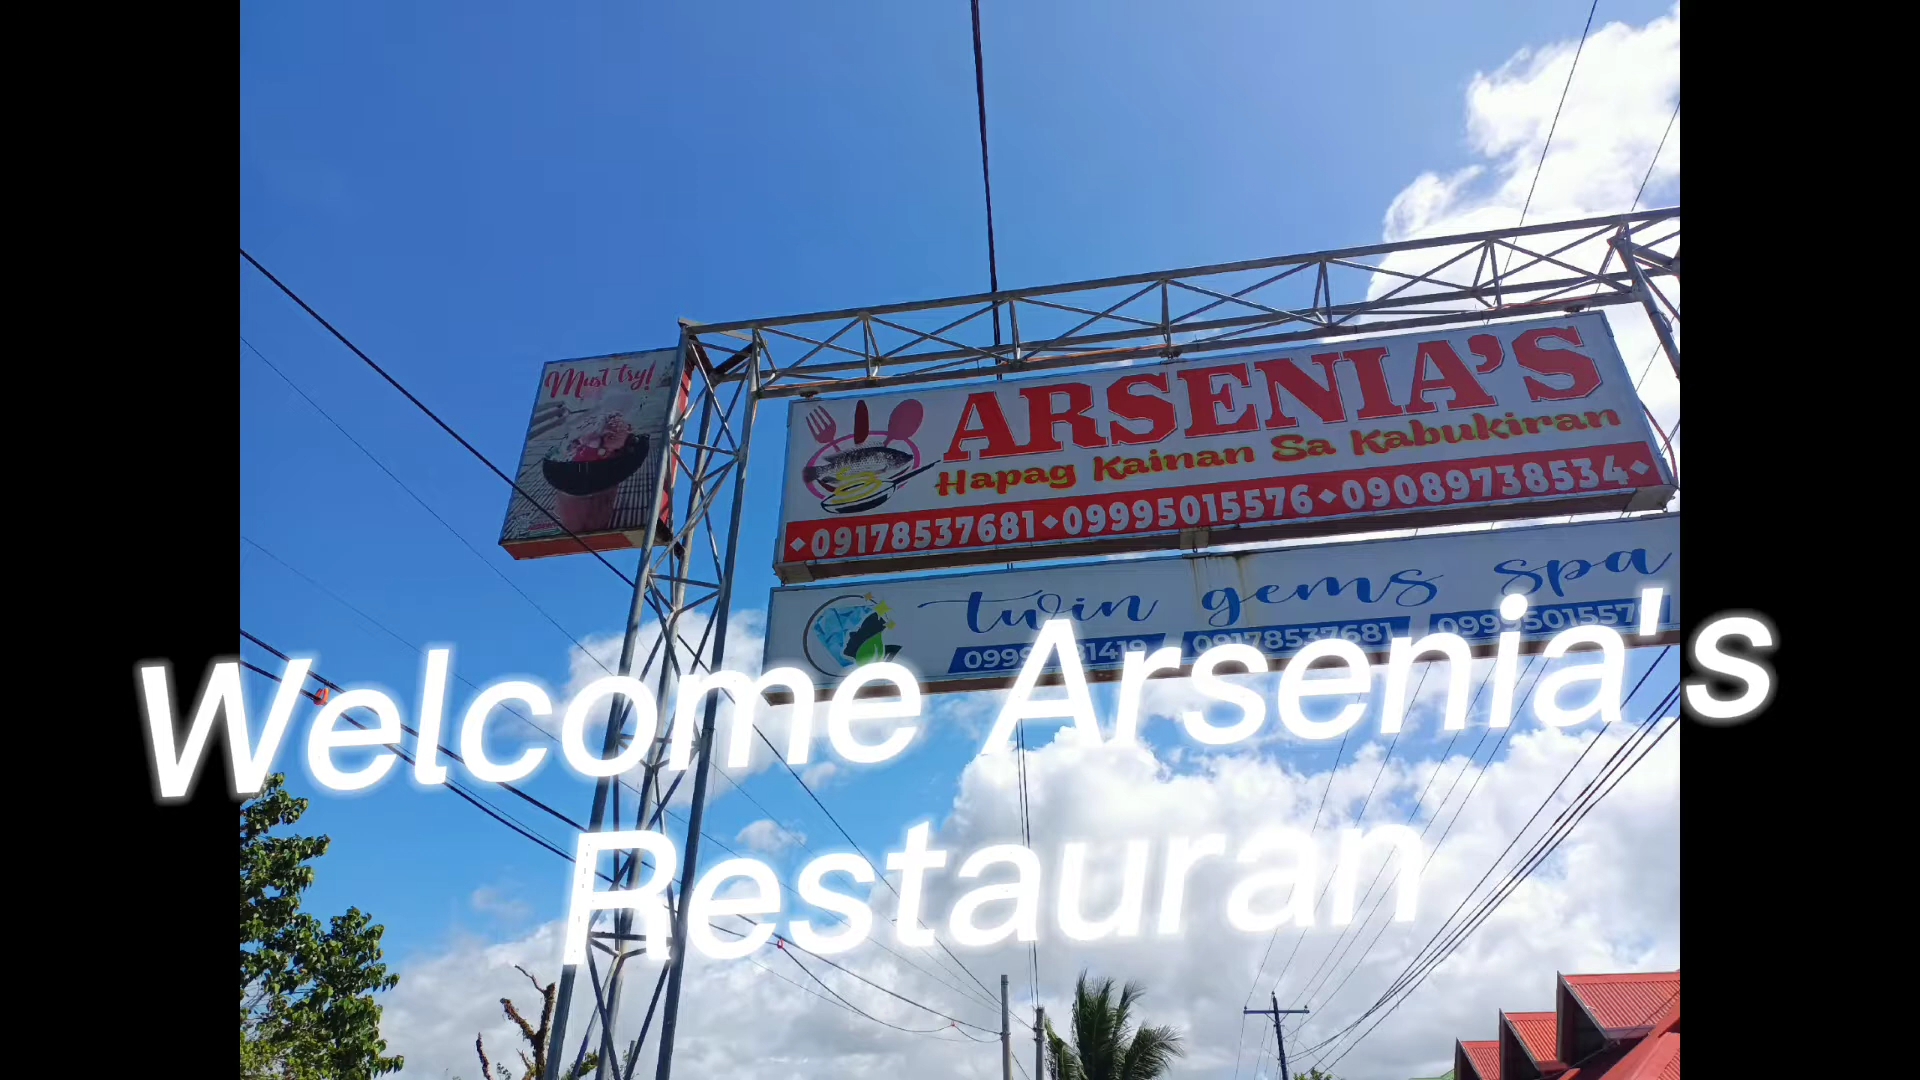 Must try!
ARSENIA'S
Hapag Kainan Sa Kabukiran
09178537681 09995015576 09089738534
twin gems spa
09178537681
Welcome Arsenia's
Restauran